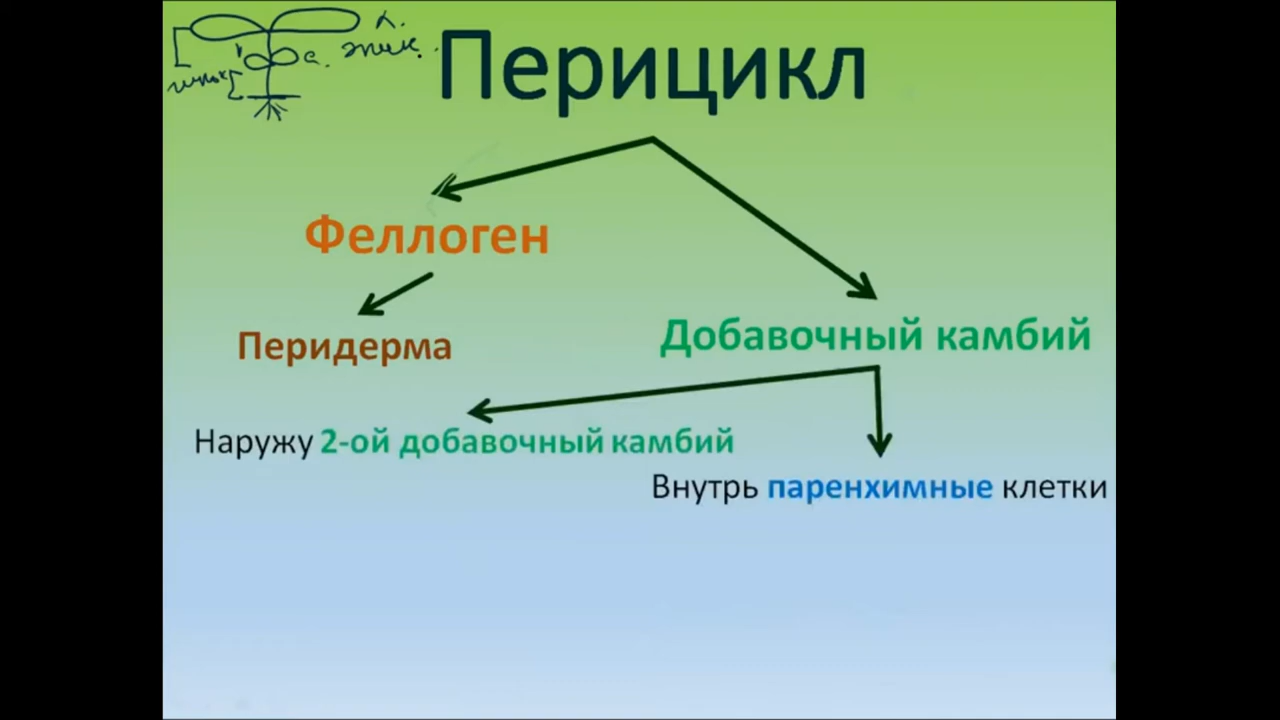 Перицикл
Феллоген
Перидерма
Добавочный камбий
Наружу 2-ой добавочный камбий
Внутрь паренхимные клетки